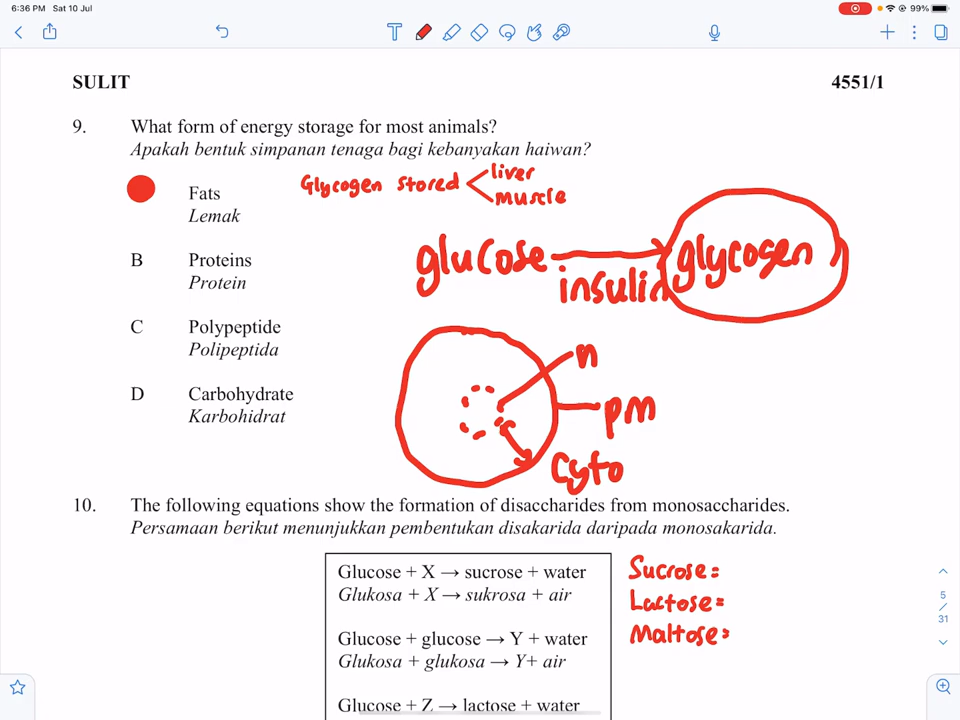 6:36 PM Sat 10 Jul
99%
SULIT 4551/1
9. What form of energy storage for most animals?
Apakah bentuk simpanan tenaga bagi kebanyakan haiwan?
Glycogen stored liver
muscle
Fats
Lemak
glucose insulin glycogen
B Proteins
Protein
C Polypeptide
Polipeptida
n
D Carbohydrate
Karbohidrat
pm
Cyto
10. The following equations show the formation of disaccharides from monosaccharides.
Persamaan berikut menunjukkan pembentukan disakarida daripada monosakarida.
Glucose + X → sucrose + water
Glukosa + X → sukrosa + air
Glucose + glucose → Y + water
Glukosa + glukosa → Y+ air
Glucose + Z → lactose + water
Sucrose =
Lactose =
Maltose =
5
/
31